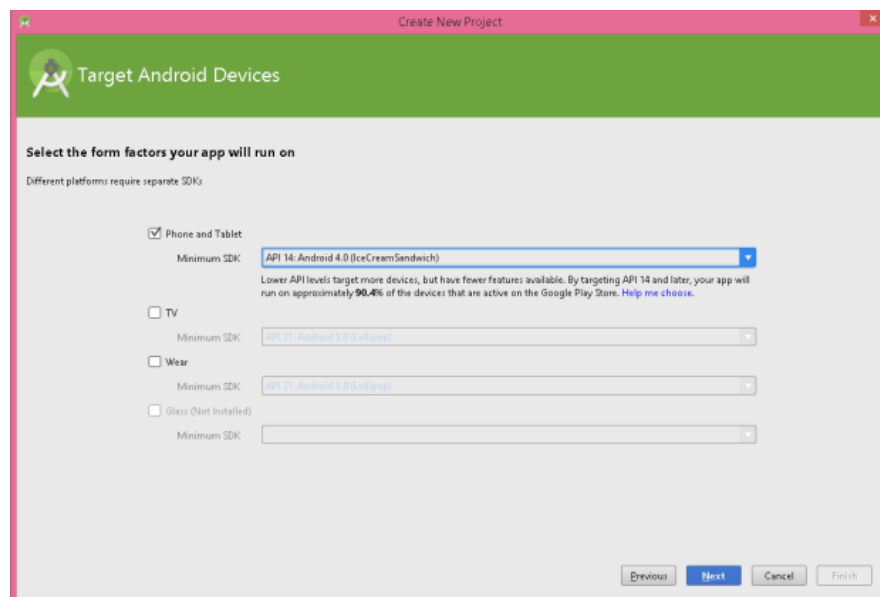 Create New Project
Target Android Devices
Select the form factors your app will run on
Different platforms require separate SDKs
Phone and Tablet
Minimum SDK
API 14: Android 4.0 (IceCreamSandwich)
Lower API levels target more devices, but have fewer features available. By targeting API 14 and later, your app will
run on approximately 90.4% of the devices that are active on the Google Play Store. Help me choose.
TV
Minimum SDK
API 21: Android 5.0 (Lollipop)
Wear
Minimum SDK
API 21: Android 5.0 (Lollipop)
Glass (Not Installed)
Minimum SDK
Previous Next Cancel Finish